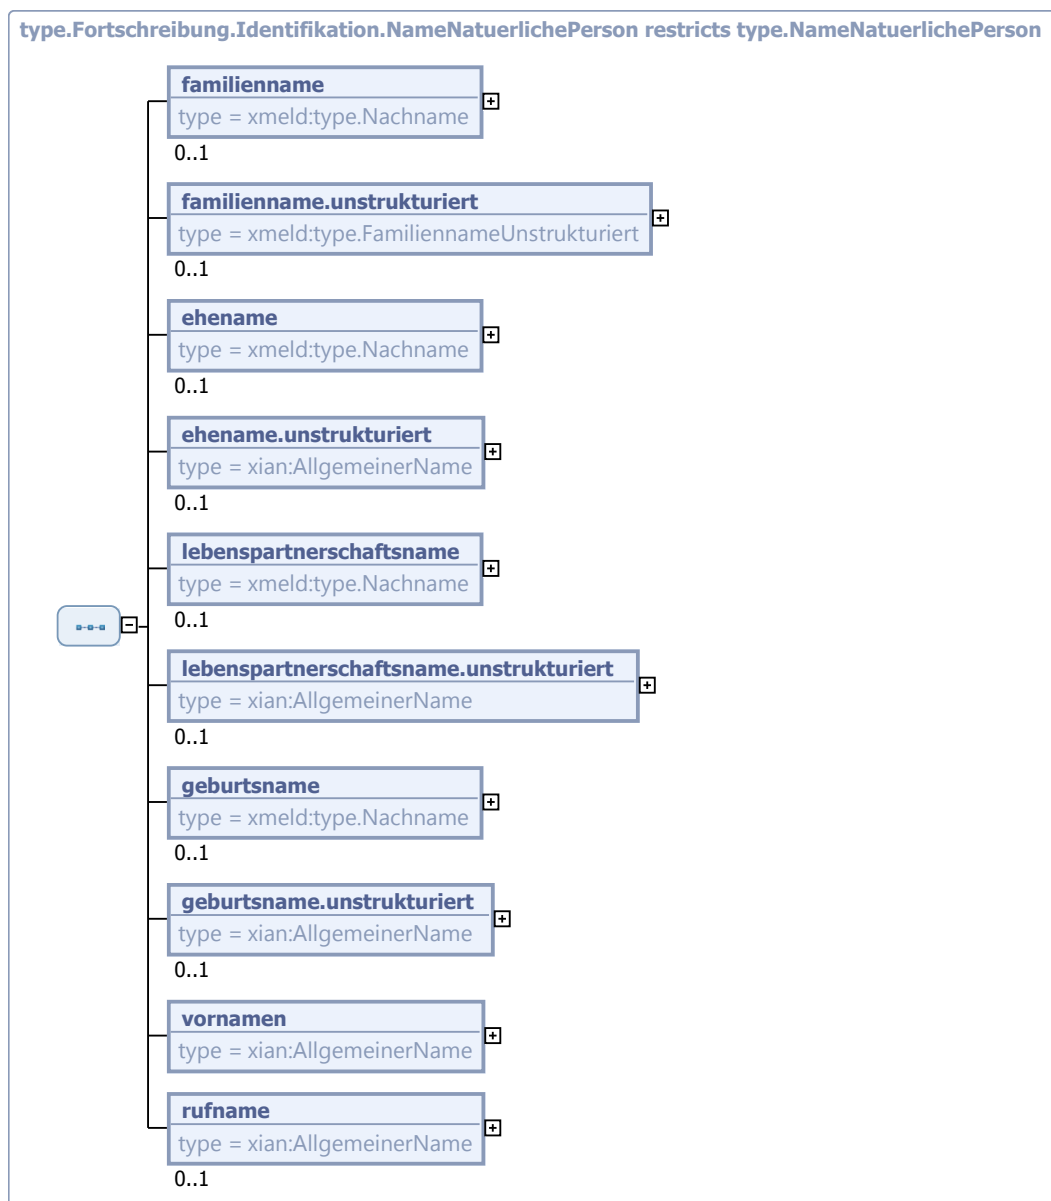 type.Fortschreibung.Identifikation.NameNatuerlichePerson restricts type.NameNatuerlichePerson
familienname
type = xmeld:type.Nachname
0..1
familienname.unstrukturiert
type = xmeld:type.FamiliennameUnstrukturiert
0..1
ehename
type = xmeld:type.Nachname
0..1
ehename.unstrukturiert
type = xian:AllgemeinerName
0..1
lebenspartnerschaftsname
type = xmeld:type.Nachname
0..1
lebenspartnerschaftsname.unstrukturiert
type = xian:AllgemeinerName
0..1
geburtsname
type = xmeld:type.Nachname
0..1
geburtsname.unstrukturiert
type = xian:AllgemeinerName
0..1
vornamen
type = xian:AllgemeinerName
rufname
type = xian:AllgemeinerName
0..1